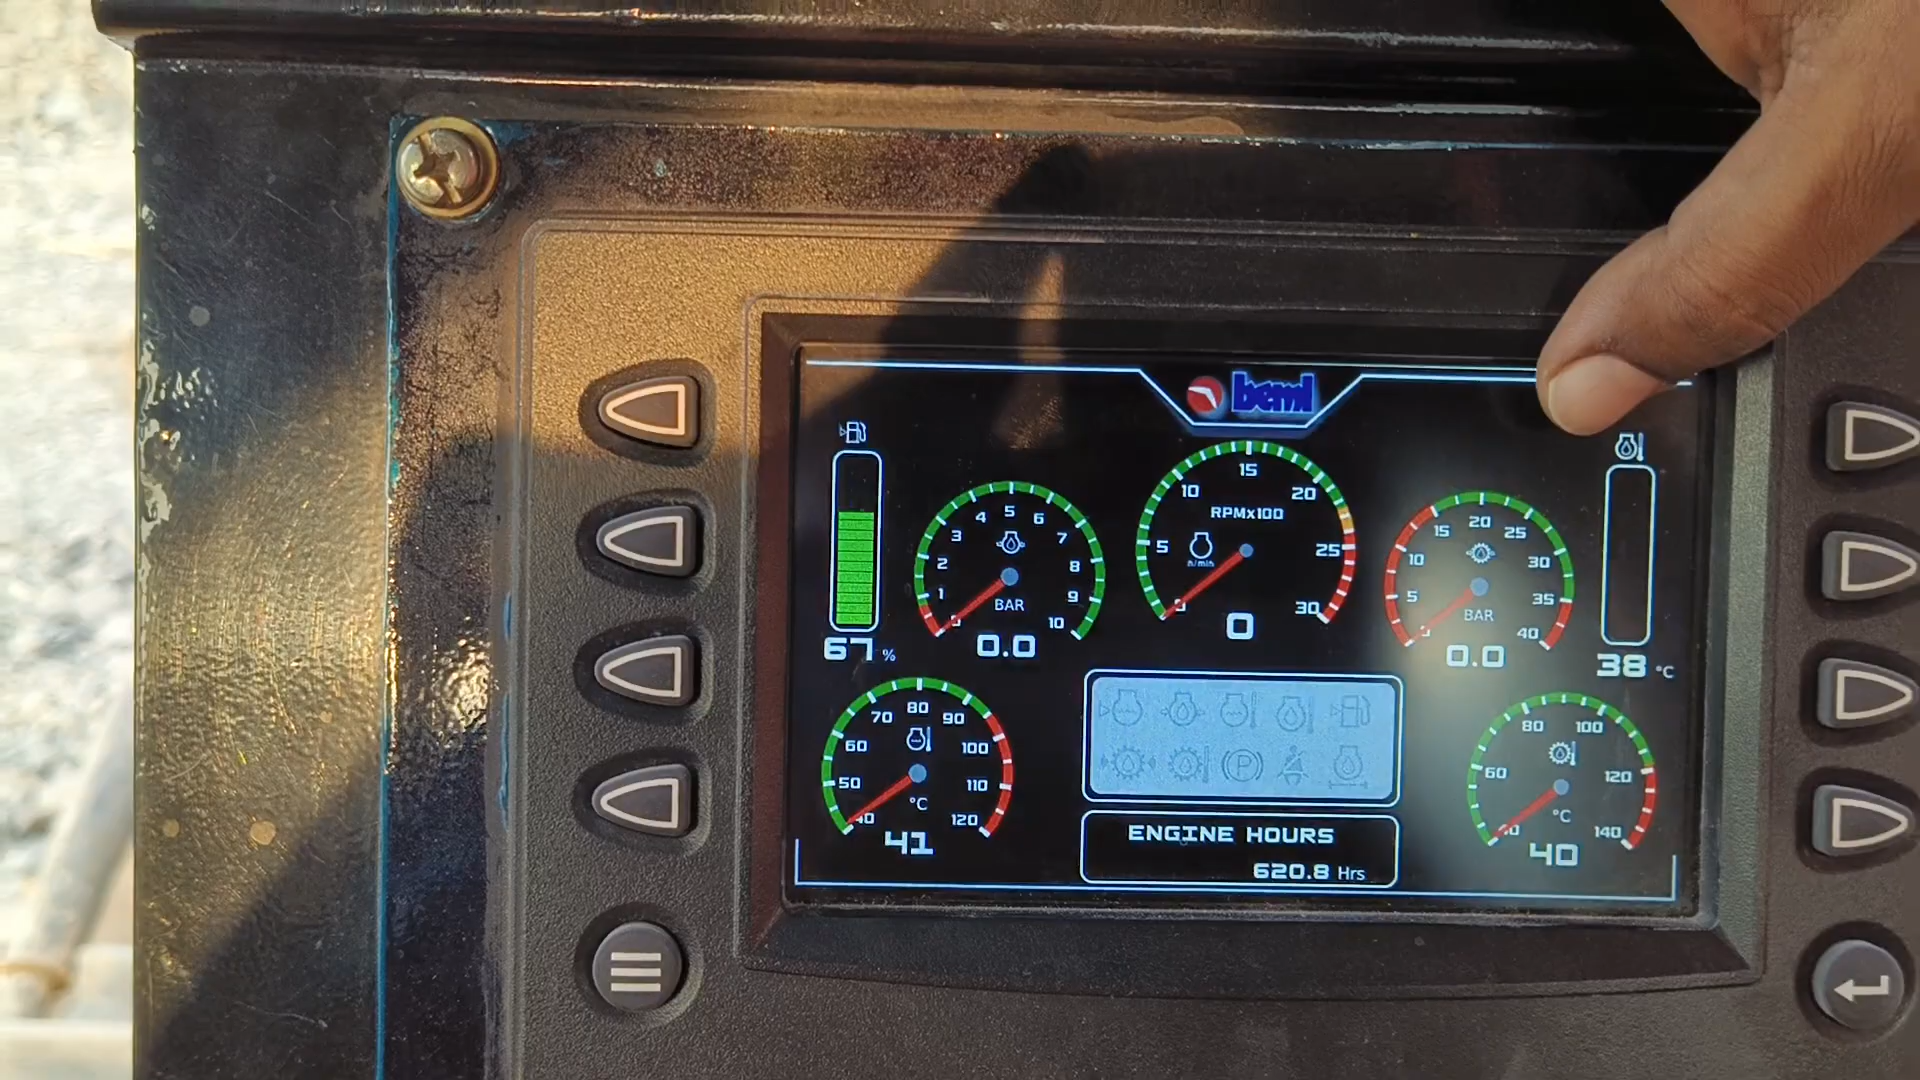 beml
15
10 20
RPMx100
5 25
n/min
0 30
0
5
4 6
3 7
2 8
1 9
BAR
0 10
0.0
20
15 25
10 30
5 35
BAR
0 40
0.0
67 %
38 °C
80
70 90
60 100
50 110
°C
40 120
41
P
ENGINE HOURS
620.8 Hrs
80 100
60 120
°C
40 140
40